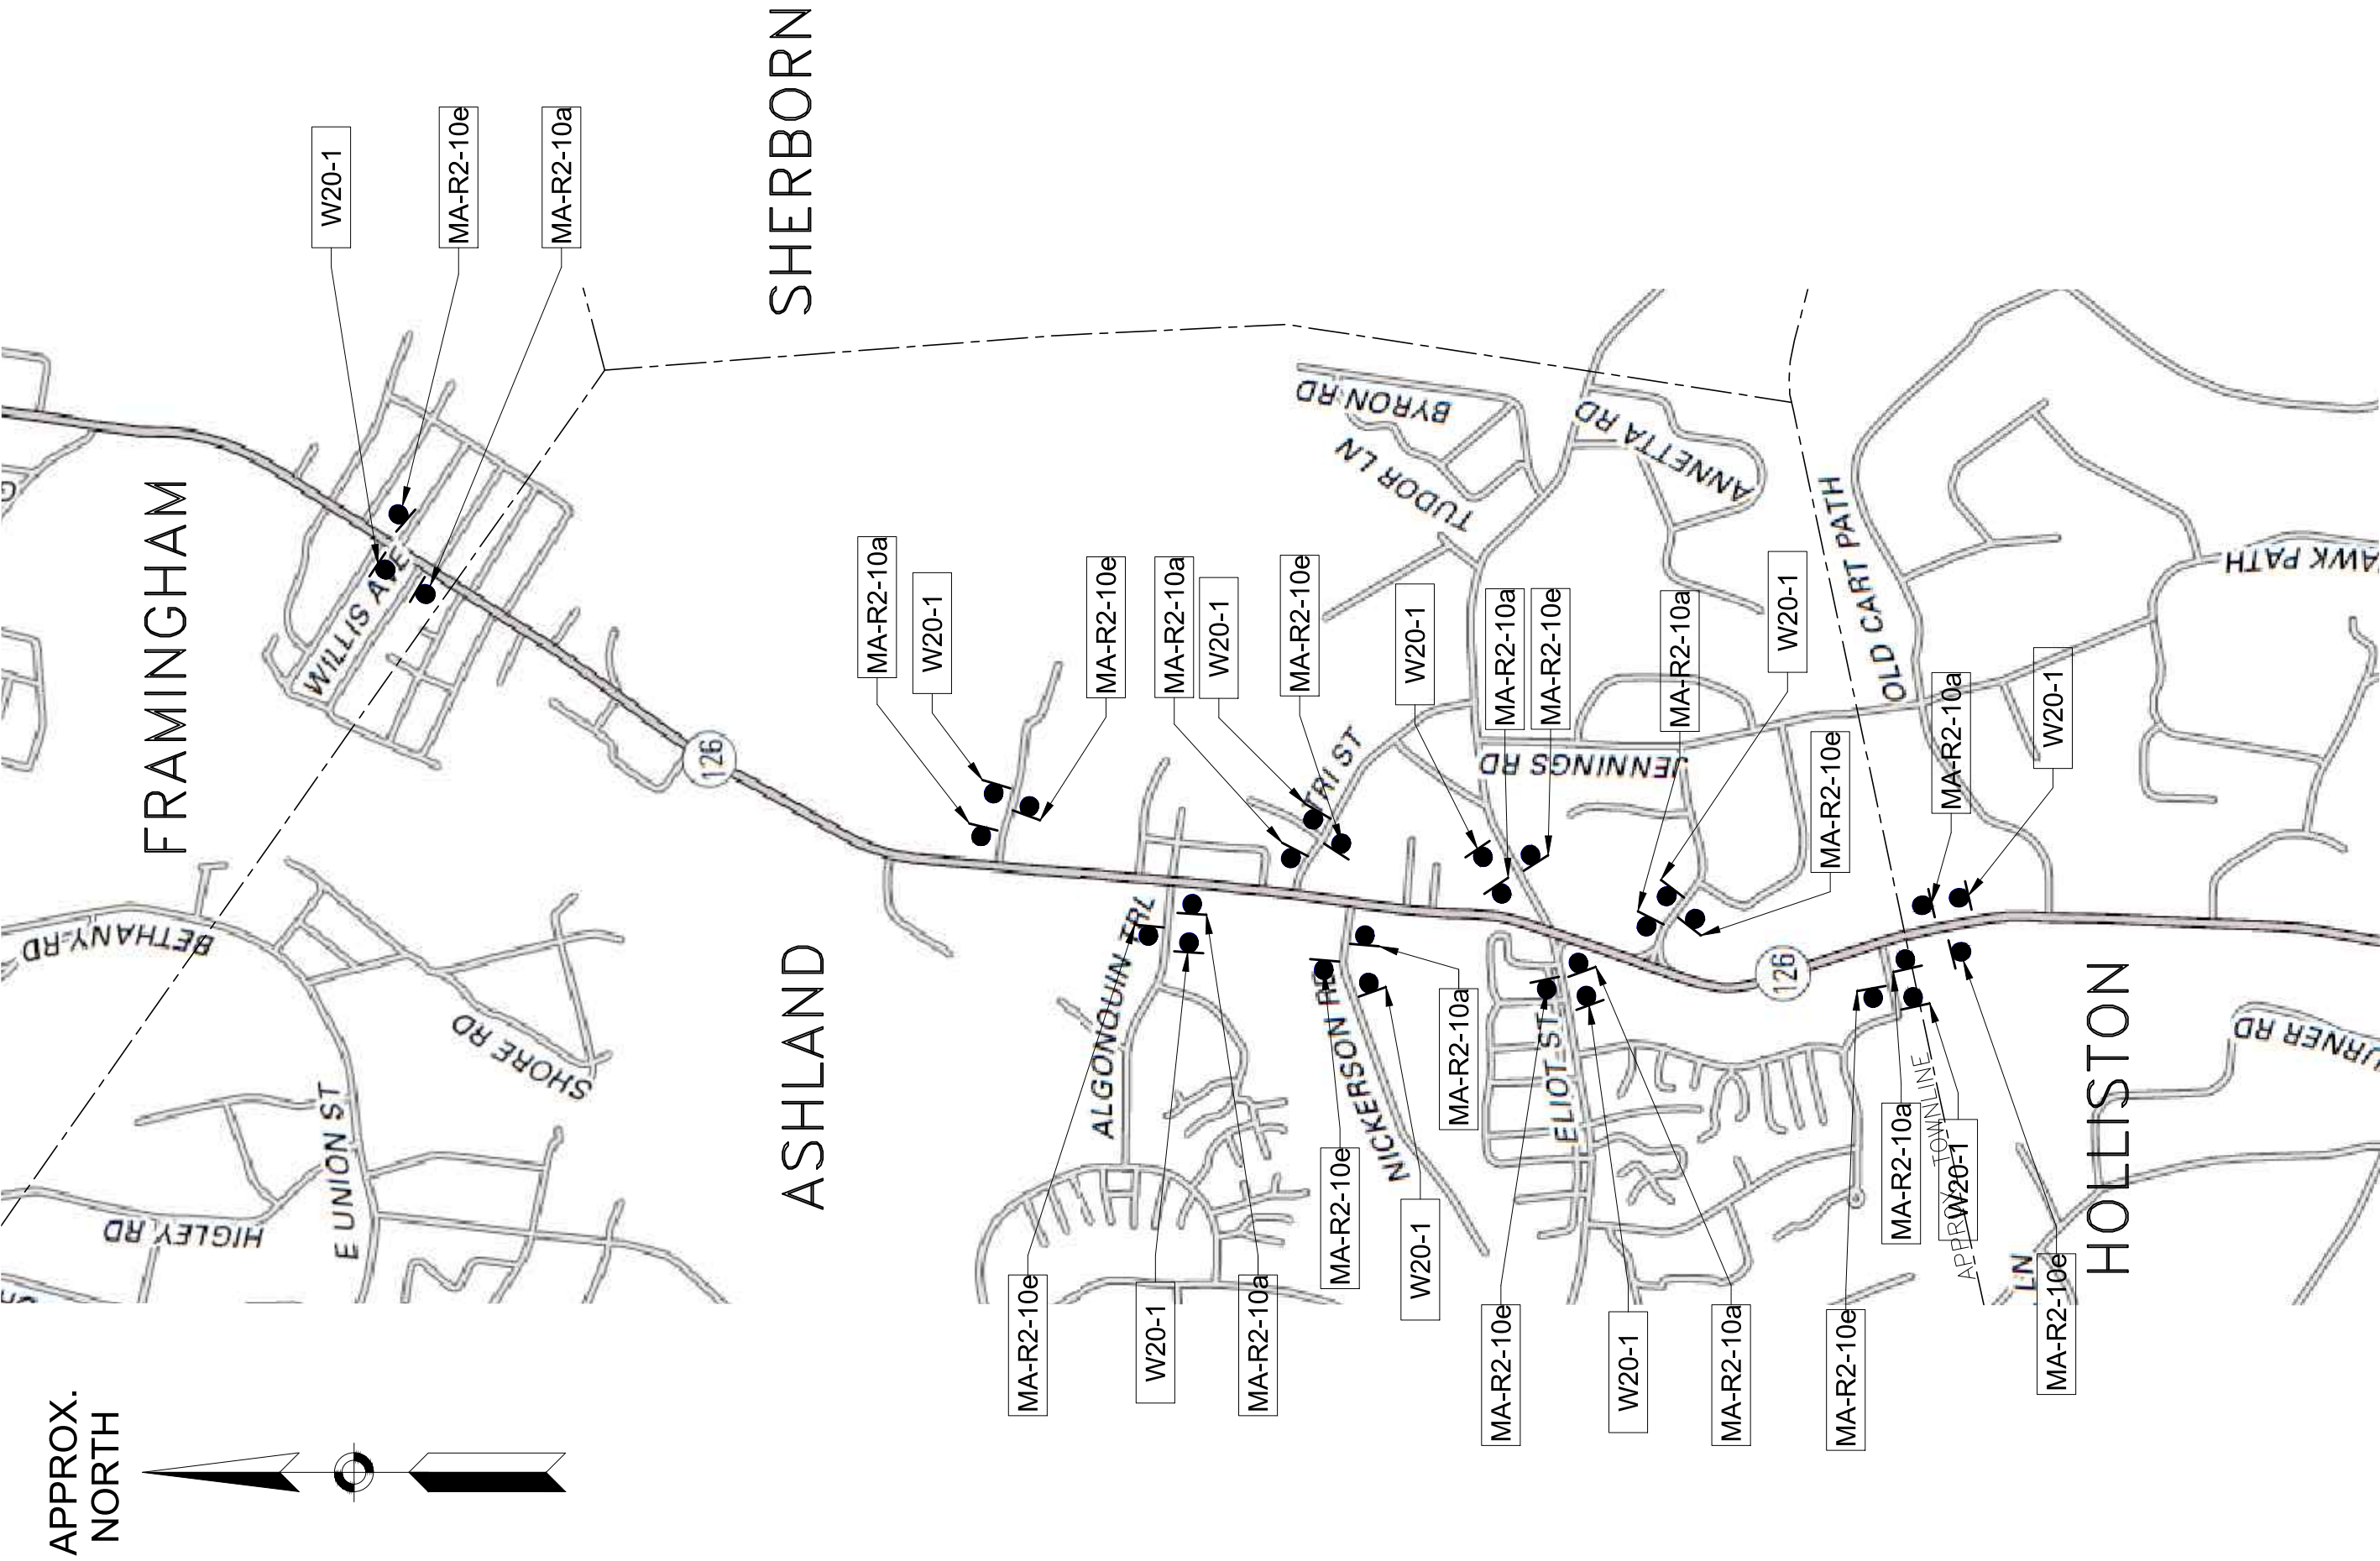 SHERBORN
W20-1
MA-R2-10e
MA-R2-10a
FRAMINGHAM
WILLIS AVE
126
MA-R2-10a
W20-1
MA-R2-10e
MA-R2-10a
W20-1
MA-R2-10e
W20-1
MA-R2-10a
MA-R2-10e
MA-R2-10a
W20-1
MA-R2-10e
MA-R2-10a
W20-1
BYRON RD
TUDOR LN
ANNETTA RD
OLD CART PATH
TRI ST
JENNINGS RD
BETHANY RD
SHORE RD
E UNION ST
HIGLEY RD
ASHLAND
ALGONQUIN TRL
NICKERSON RD
ELIOT ST
126
HOLLISTON
APPROX. TOWNLINE
LN
MA-R2-10e
W20-1
MA-R2-10a
MA-R2-10e
W20-1
MA-R2-10a
MA-R2-10e
W20-1
MA-R2-10a
MA-R2-10e
MA-R2-10a
W20-1
MA-R2-10e
APPROX.
NORTH